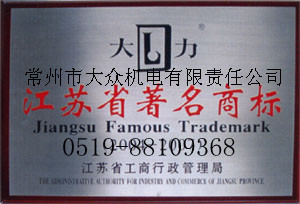 大 力
常州市大众机电有限责任公司
江苏省著名商标
Jiangsu Famous Trademark
0519-88109368
江苏省工商行政管理局
THE ADMINISTRATIVE AUTHORITY FOR INDUSTRY AND COMMERCE OF JIANGSU PROVINCE